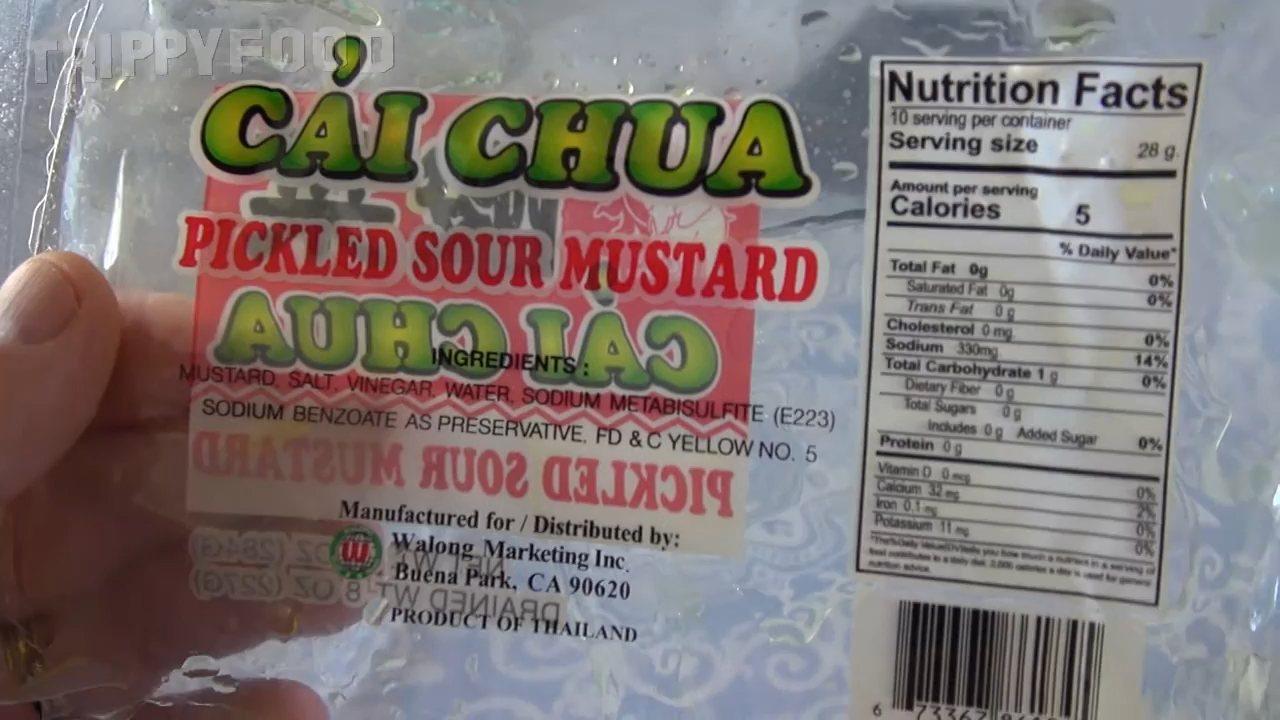 TRIPPYFOOD
CẢI CHUA
PICKLED SOUR MUSTARD
CẢI CHUA
INGREDIENTS :
MUSTARD, SALT, VINEGAR, WATER, SODIUM METABISULFITE (E223)
SODIUM BENZOATE AS PRESERVATIVE, FD & C YELLOW NO. 5
PICKLED SOUR MUSTARD
Manufactured for / Distributed by:
Walong Marketing Inc.
Buena Park, CA 90620
PRODUCT OF THAILAND
OZ (284G)
DRAINED WT 8 OZ (227G)
Nutrition Facts
10 serving per container
Serving size 28 g.
Amount per serving
Calories 5
% Daily Value*
Total Fat 0g 0%
Saturated Fat 0g 0%
Trans Fat 0 g
Cholesterol 0 mg 0%
Sodium 330mg 14%
Total Carbohydrate 1 g 0%
Dietary Fiber 0 g
Total Sugars 0 g
Includes 0 g Added Sugar 0%
Protein 0 g
Vitamin D 0 mcg 0%
Calcium 32 mg 2%
Iron 0.1 mg 0%
Potassium 11 mg 0%
6 73367